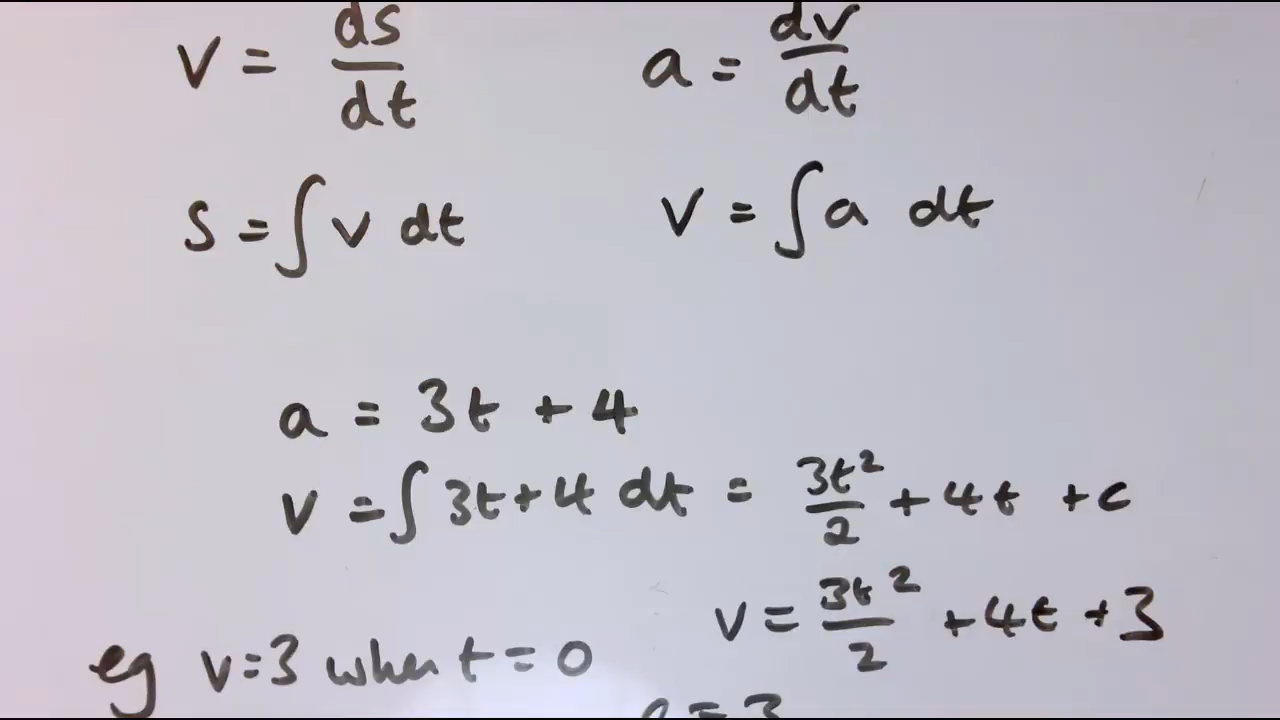 v = ds/dt    a = dv/dt
s = ∫ v dt    v = ∫ a dt
a = 3t + 4
v = ∫ 3t + 4 dt = 3t²/2 + 4t + c
v = 3t²/2 + 4t + 3
eg v = 3 when t = 0